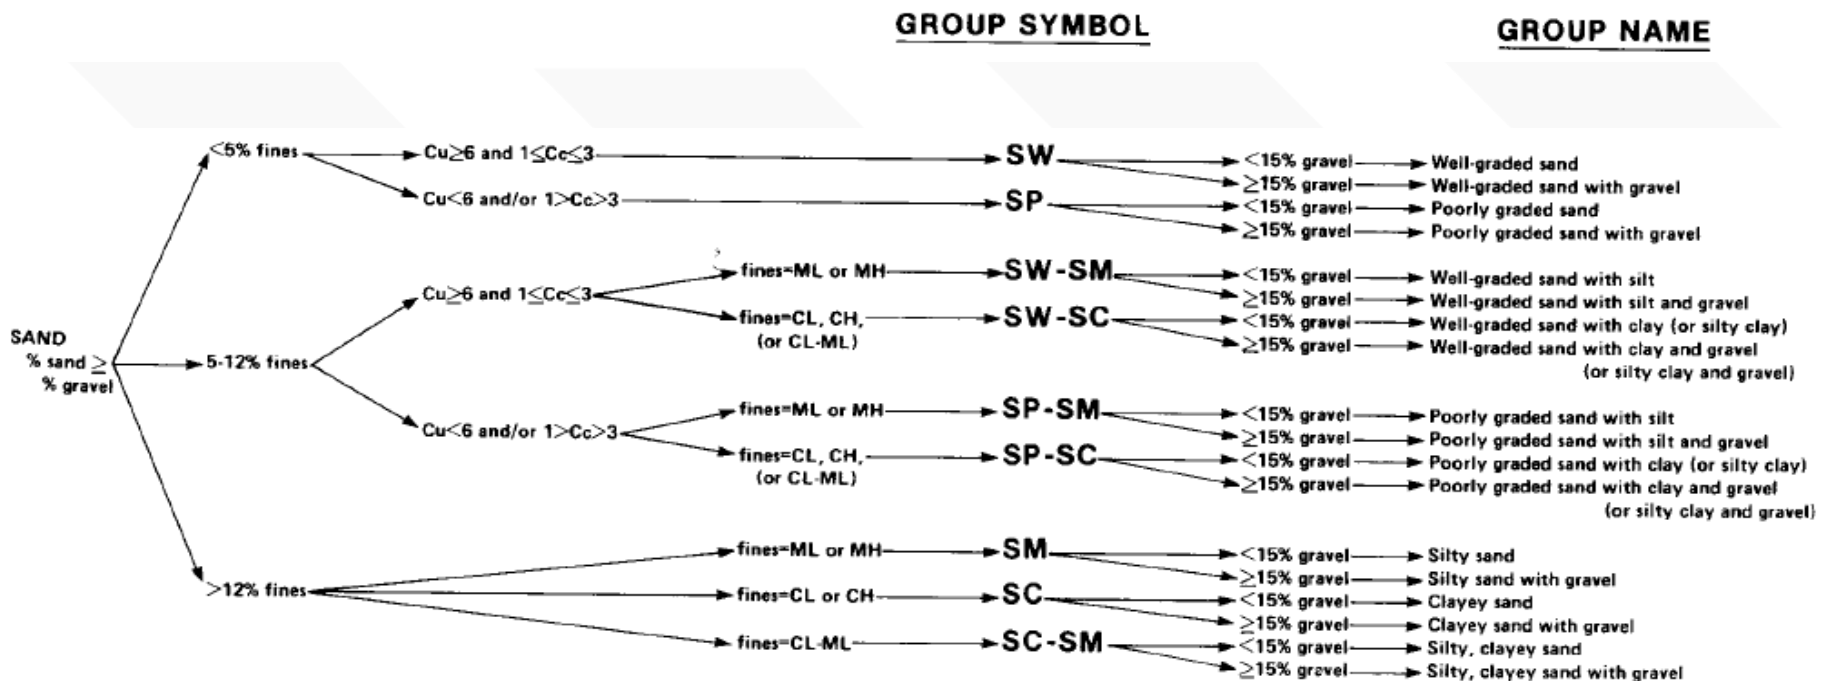 GROUP SYMBOL
GROUP NAME
<5% fines
Cu≥6 and 1≤Cc≤3
SW
<15% gravel
Well-graded sand
≥15% gravel
Well-graded sand with gravel
Cu<6 and/or 1>Cc>3
SP
<15% gravel
Poorly graded sand
≥15% gravel
Poorly graded sand with gravel
SAND
% sand ≥
% gravel
5-12% fines
Cu≥6 and 1≤Cc≤3
fines=ML or MH
SW-SM
<15% gravel
Well-graded sand with silt
≥15% gravel
Well-graded sand with silt and gravel
fines=CL, CH,
(or CL-ML)
SW-SC
<15% gravel
Well-graded sand with clay (or silty clay)
≥15% gravel
Well-graded sand with clay and gravel
(or silty clay and gravel)
Cu<6 and/or 1>Cc>3
fines=ML or MH
SP-SM
<15% gravel
Poorly graded sand with silt
≥15% gravel
Poorly graded sand with silt and gravel
fines=CL, CH,
(or CL-ML)
SP-SC
<15% gravel
Poorly graded sand with clay (or silty clay)
≥15% gravel
Poorly graded sand with clay and gravel
(or silty clay and gravel)
>12% fines
fines=ML or MH
SM
<15% gravel
Silty sand
≥15% gravel
Silty sand with gravel
fines=CL or CH
SC
<15% gravel
Clayey sand
≥15% gravel
Clayey sand with gravel
fines=CL-ML
SC-SM
<15% gravel
Silty, clayey sand
≥15% gravel
Silty, clayey sand with gravel